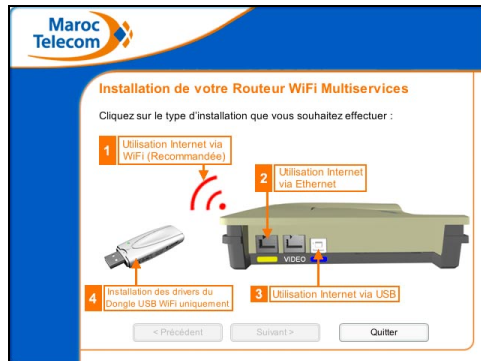 Maroc
Telecom
Installation de votre Routeur WiFi Multiservices
Cliquez sur le type d'installation que vous souhaitez effectuer :
1
Utilisation Internet via
WiFi (Recommandée)
2
Utilisation Internet
via Ethernet
VIDEO
4
Installation des drivers du
Dongle USB WiFi uniquement
3
Utilisation Internet via USB
< Précédent
Suivant >
Quitter